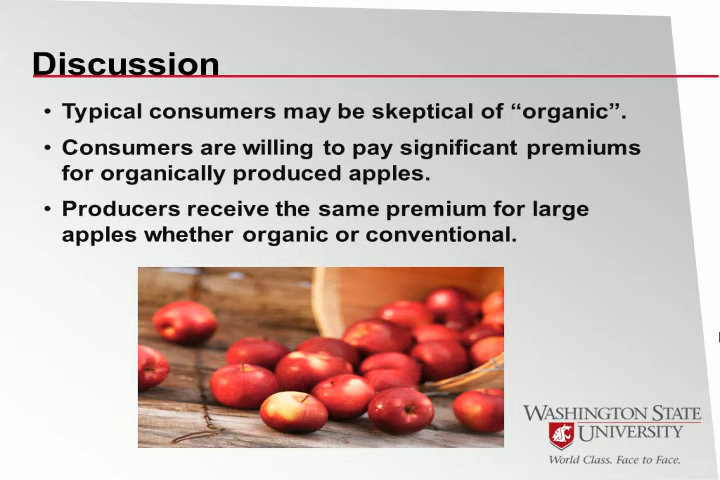 Discussion
• Typical consumers may be skeptical of “organic”.
• Consumers are willing to pay significant premiums
for organically produced apples.
• Producers receive the same premium for large
apples whether organic or conventional.
WASHINGTON STATE
UNIVERSITY
World Class. Face to Face.